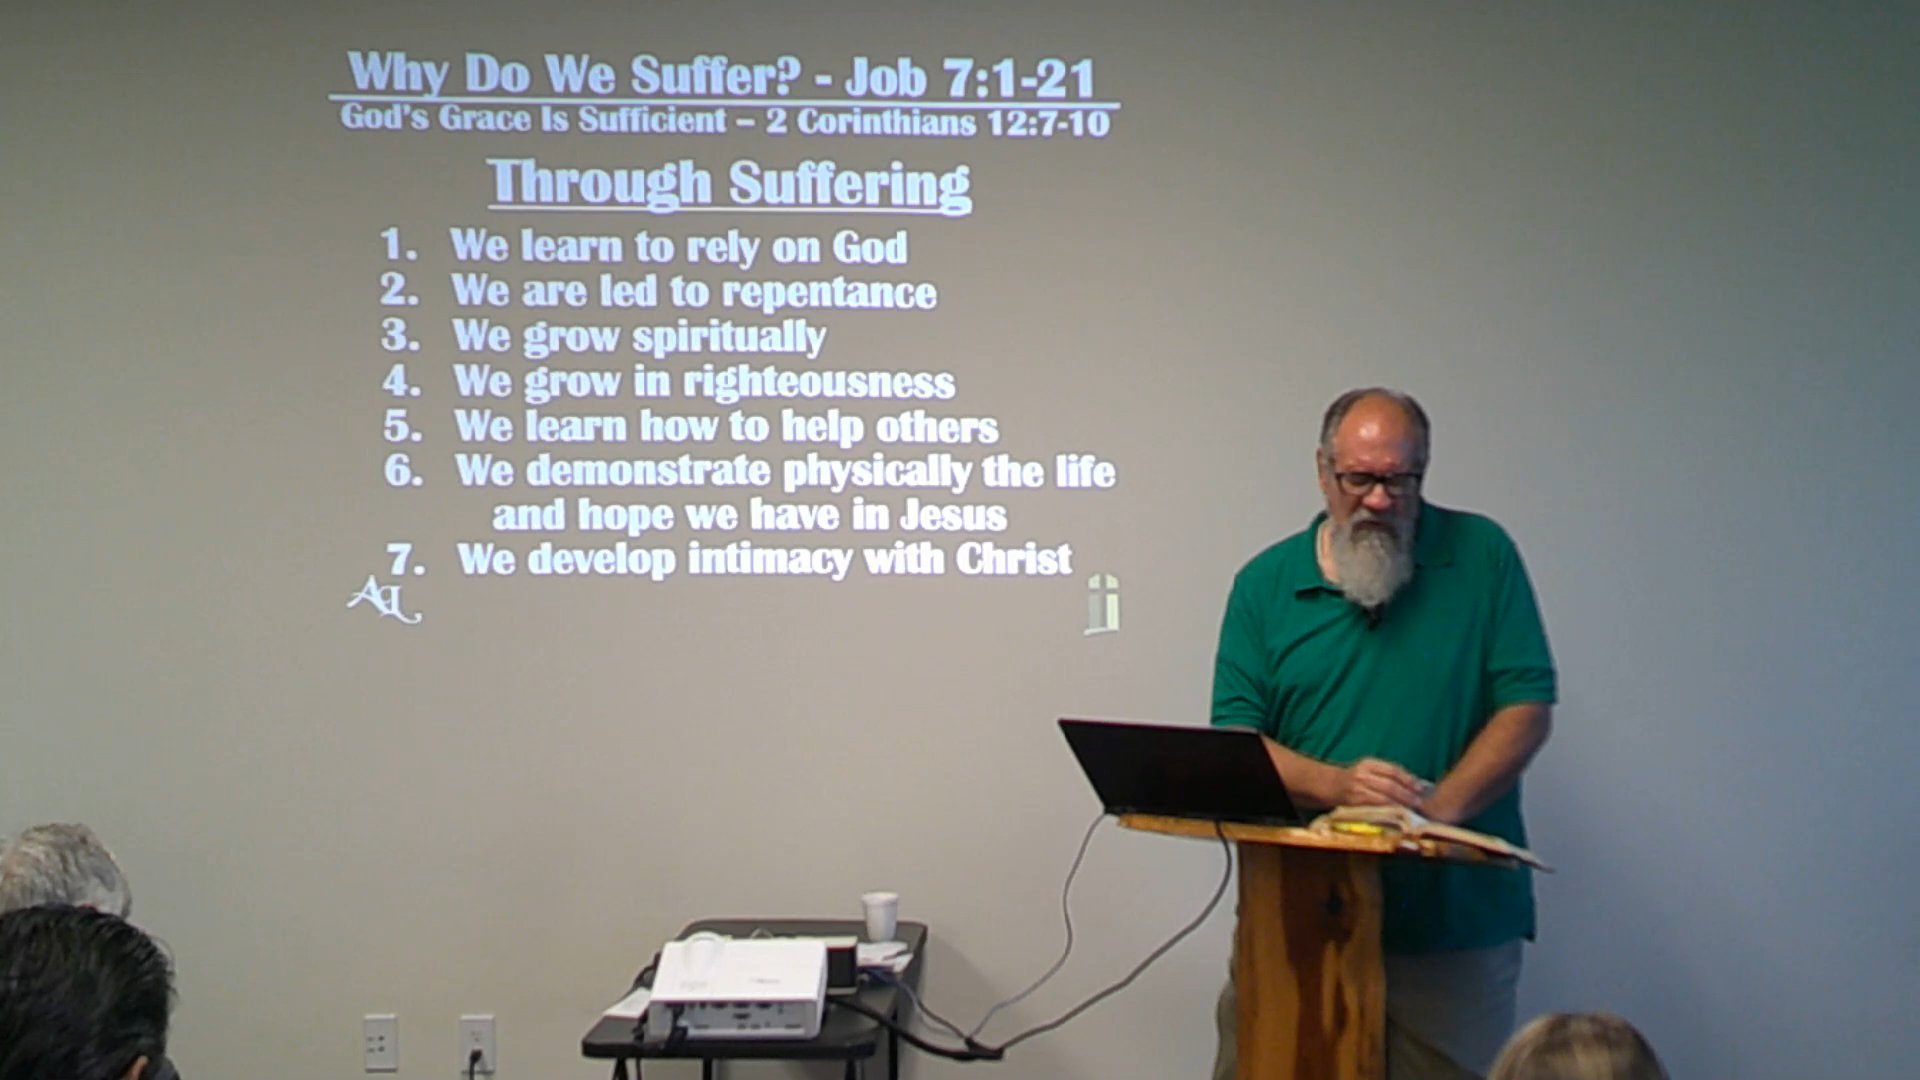 Why Do We Suffer? - Job 7:1-21
God's Grace Is Sufficient – 2 Corinthians 12:7-10
Through Suffering
1. We learn to rely on God
2. We are led to repentance
3. We grow spiritually
4. We grow in righteousness
5. We learn how to help others
6. We demonstrate physically the life
and hope we have in Jesus
7. We develop intimacy with Christ